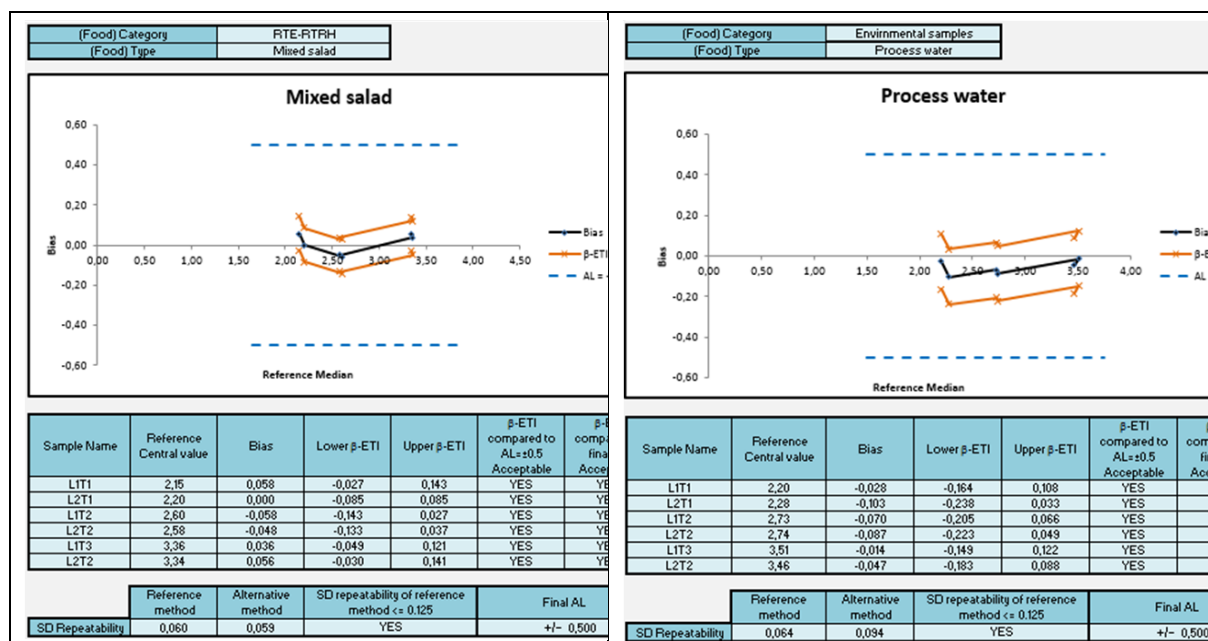 (Food) Category RTE-RTRH
(Food) Type Mixed salad
Mixed salad
0,60
0,40
0,20
0,00
-0,20
-0,40
-0,60
0,00 0,50 1,00 1,50 2,00 2,50 3,00 3,50 4,00 4,50
Bias
Reference Median
Bias
β-ETI
AL =
Sample Name Reference Central value Bias Lower β-ETI Upper β-ETI β-ETI compared to AL=±0.5 Acceptable
L1T1 2,15 0,058 -0,027 0,143 YES
L2T1 2,20 0,000 -0,085 0,085 YES
L1T2 2,60 -0,058 -0,143 0,027 YES
L2T2 2,58 -0,048 -0,133 0,037 YES
L1T3 3,36 0,036 -0,049 0,121 YES
L2T2 3,34 0,056 -0,030 0,141 YES
Reference method Alternative method SD repeatability of reference method <= 0.125 Final AL
SD Repeatability 0,060 0,059 YES +/- 0,500
(Food) Category Envirnmental samples
(Food) Type Process water
Process water
0,60
0,40
0,20
0,00
-0,20
-0,40
-0,60
0,00 1,00 2,00 3,00 4,00
Bias
Reference Median
AL
Sample Name Reference Central value Bias Lower β-ETI Upper β-ETI β-ETI compared to AL=±0.5 Acceptable
L1T1 2,20 -0,028 -0,164 0,108 YES
L2T1 2,28 -0,103 -0,238 0,033 YES
L1T2 2,73 -0,070 -0,205 0,066 YES
L2T2 2,74 -0,087 -0,223 0,049 YES
L1T3 3,51 -0,014 -0,149 0,122 YES
L2T2 3,46 -0,047 -0,183 0,088 YES
Reference method Alternative method SD repeatability of reference method <= 0.125 Final AL
SD Repeatability 0,064 0,094 YES +/- 0,500